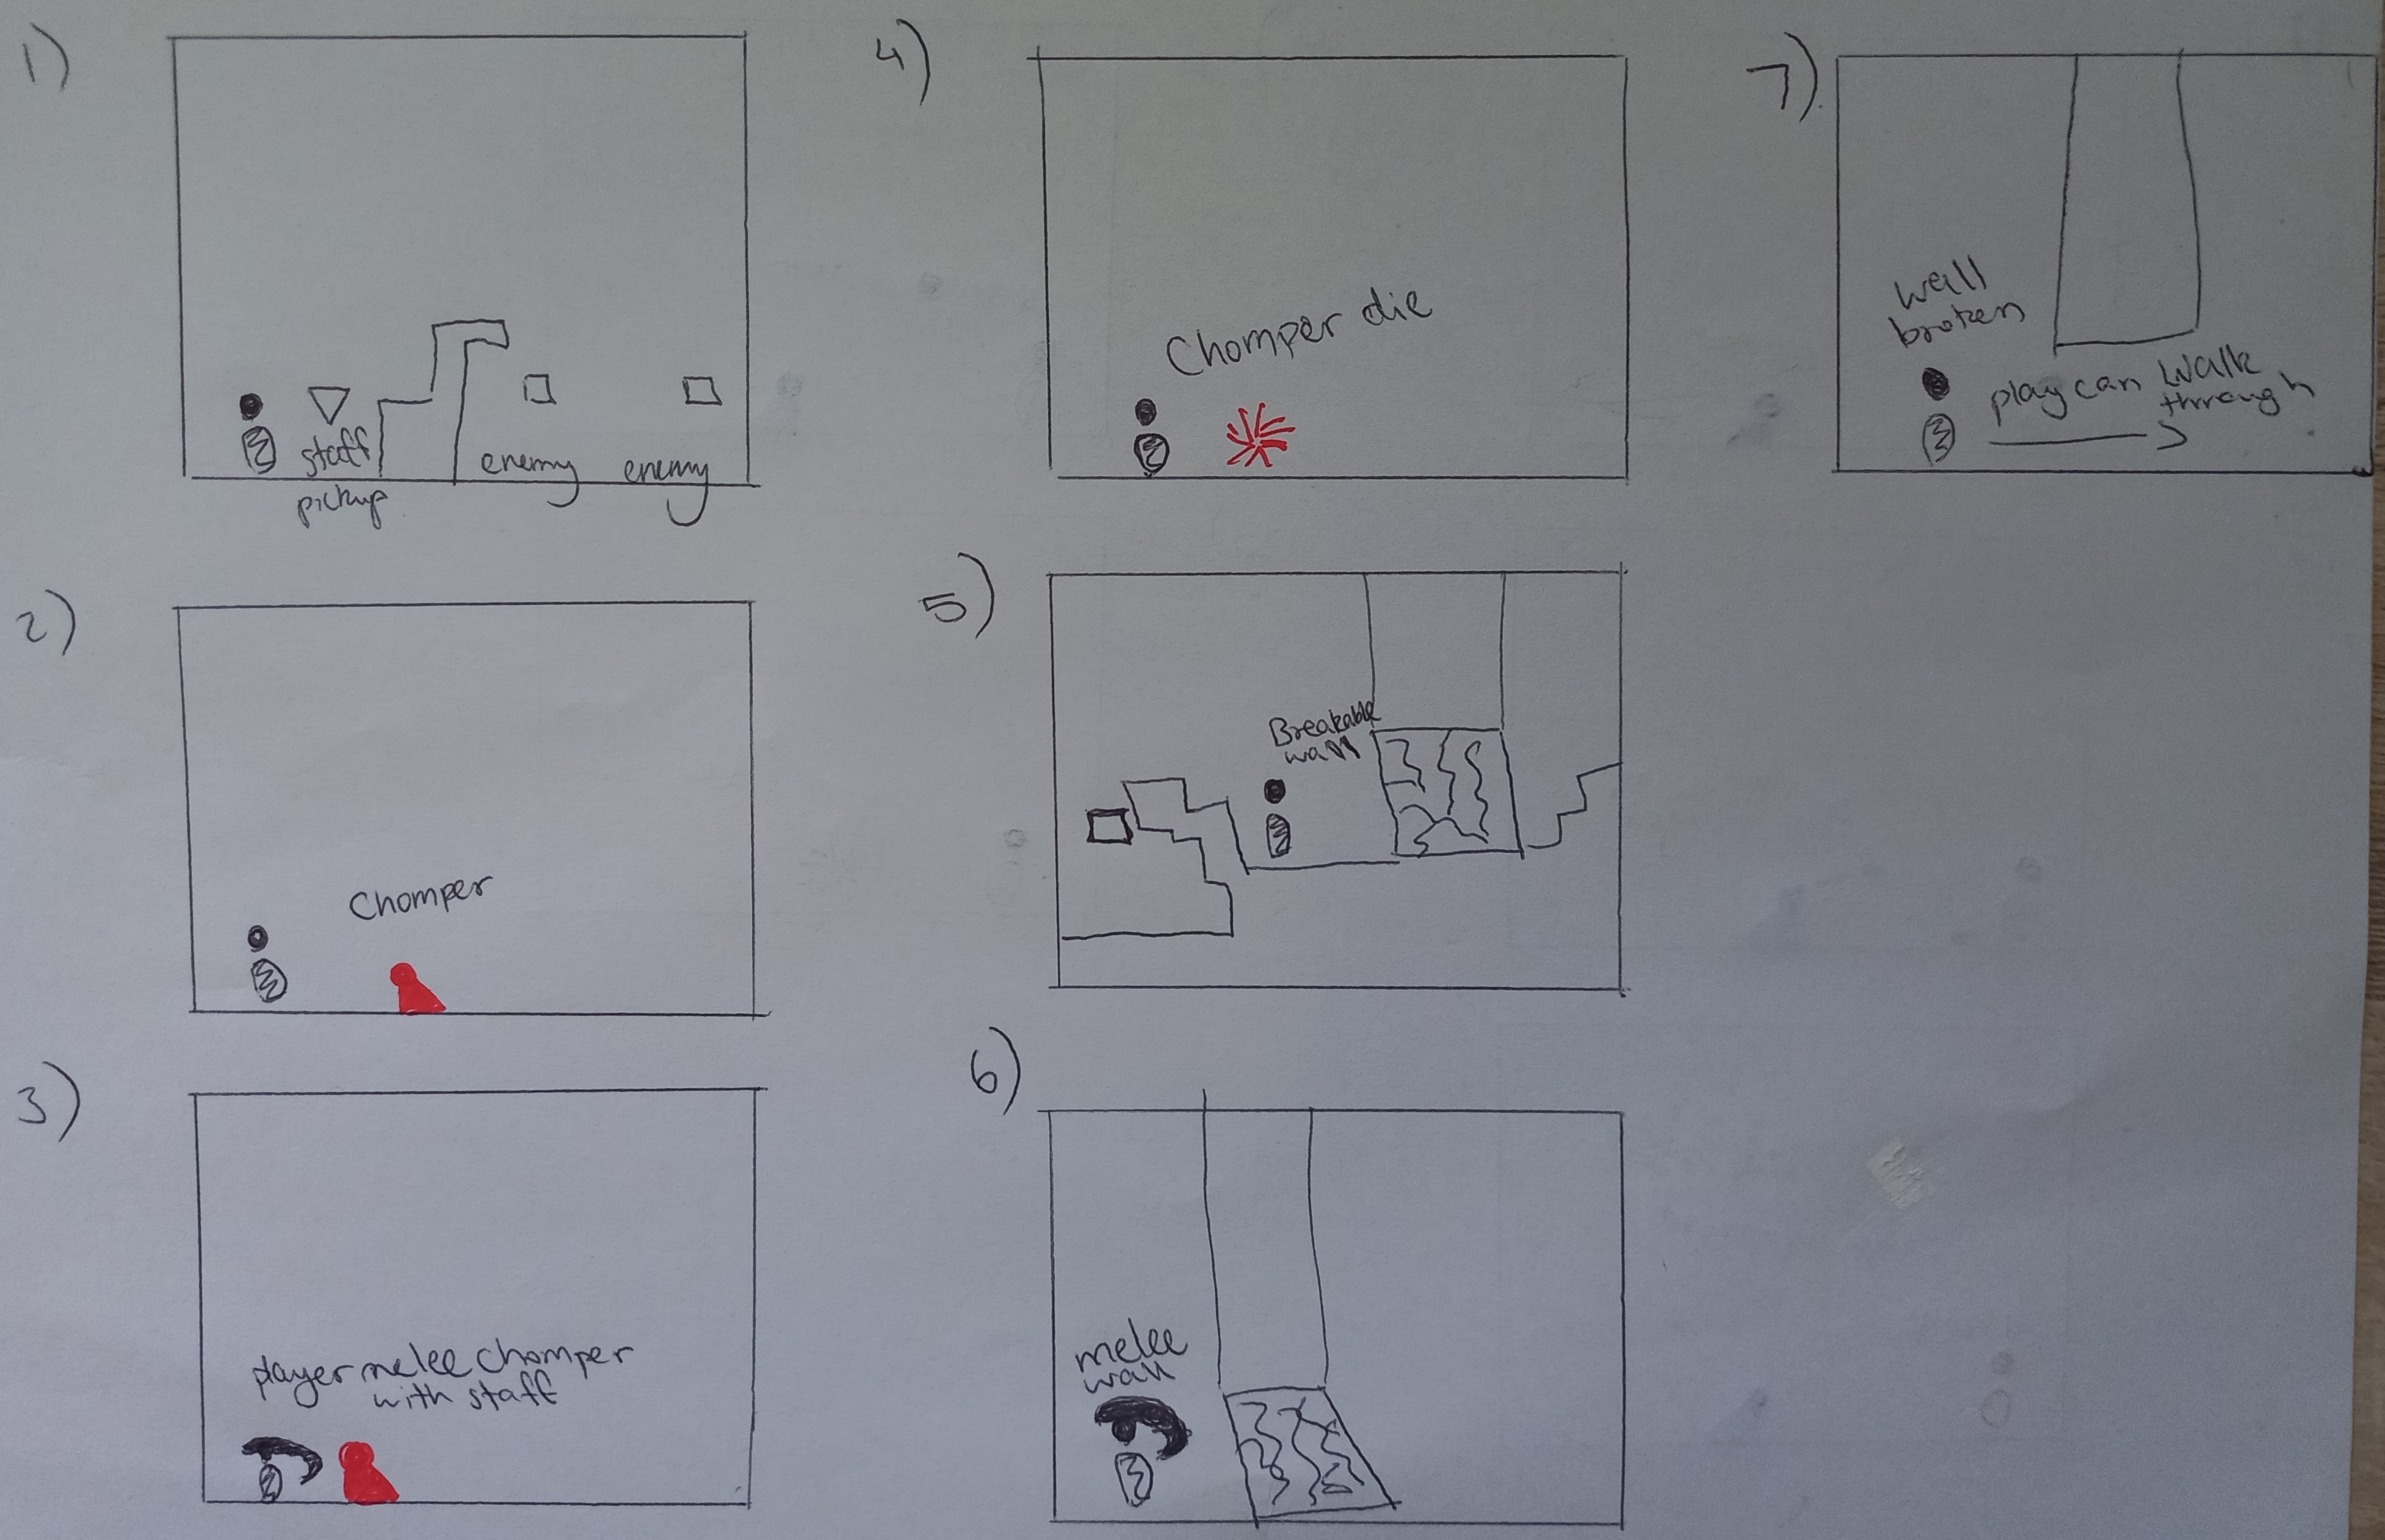 1)
staff
pickup
enemy
enemy
2)
Chomper
3)
player melee chomper
with staff
4)
Chomper die
5)
Breakable
wall
6)
melee
wall
7)
wall
broken
play can walk
through